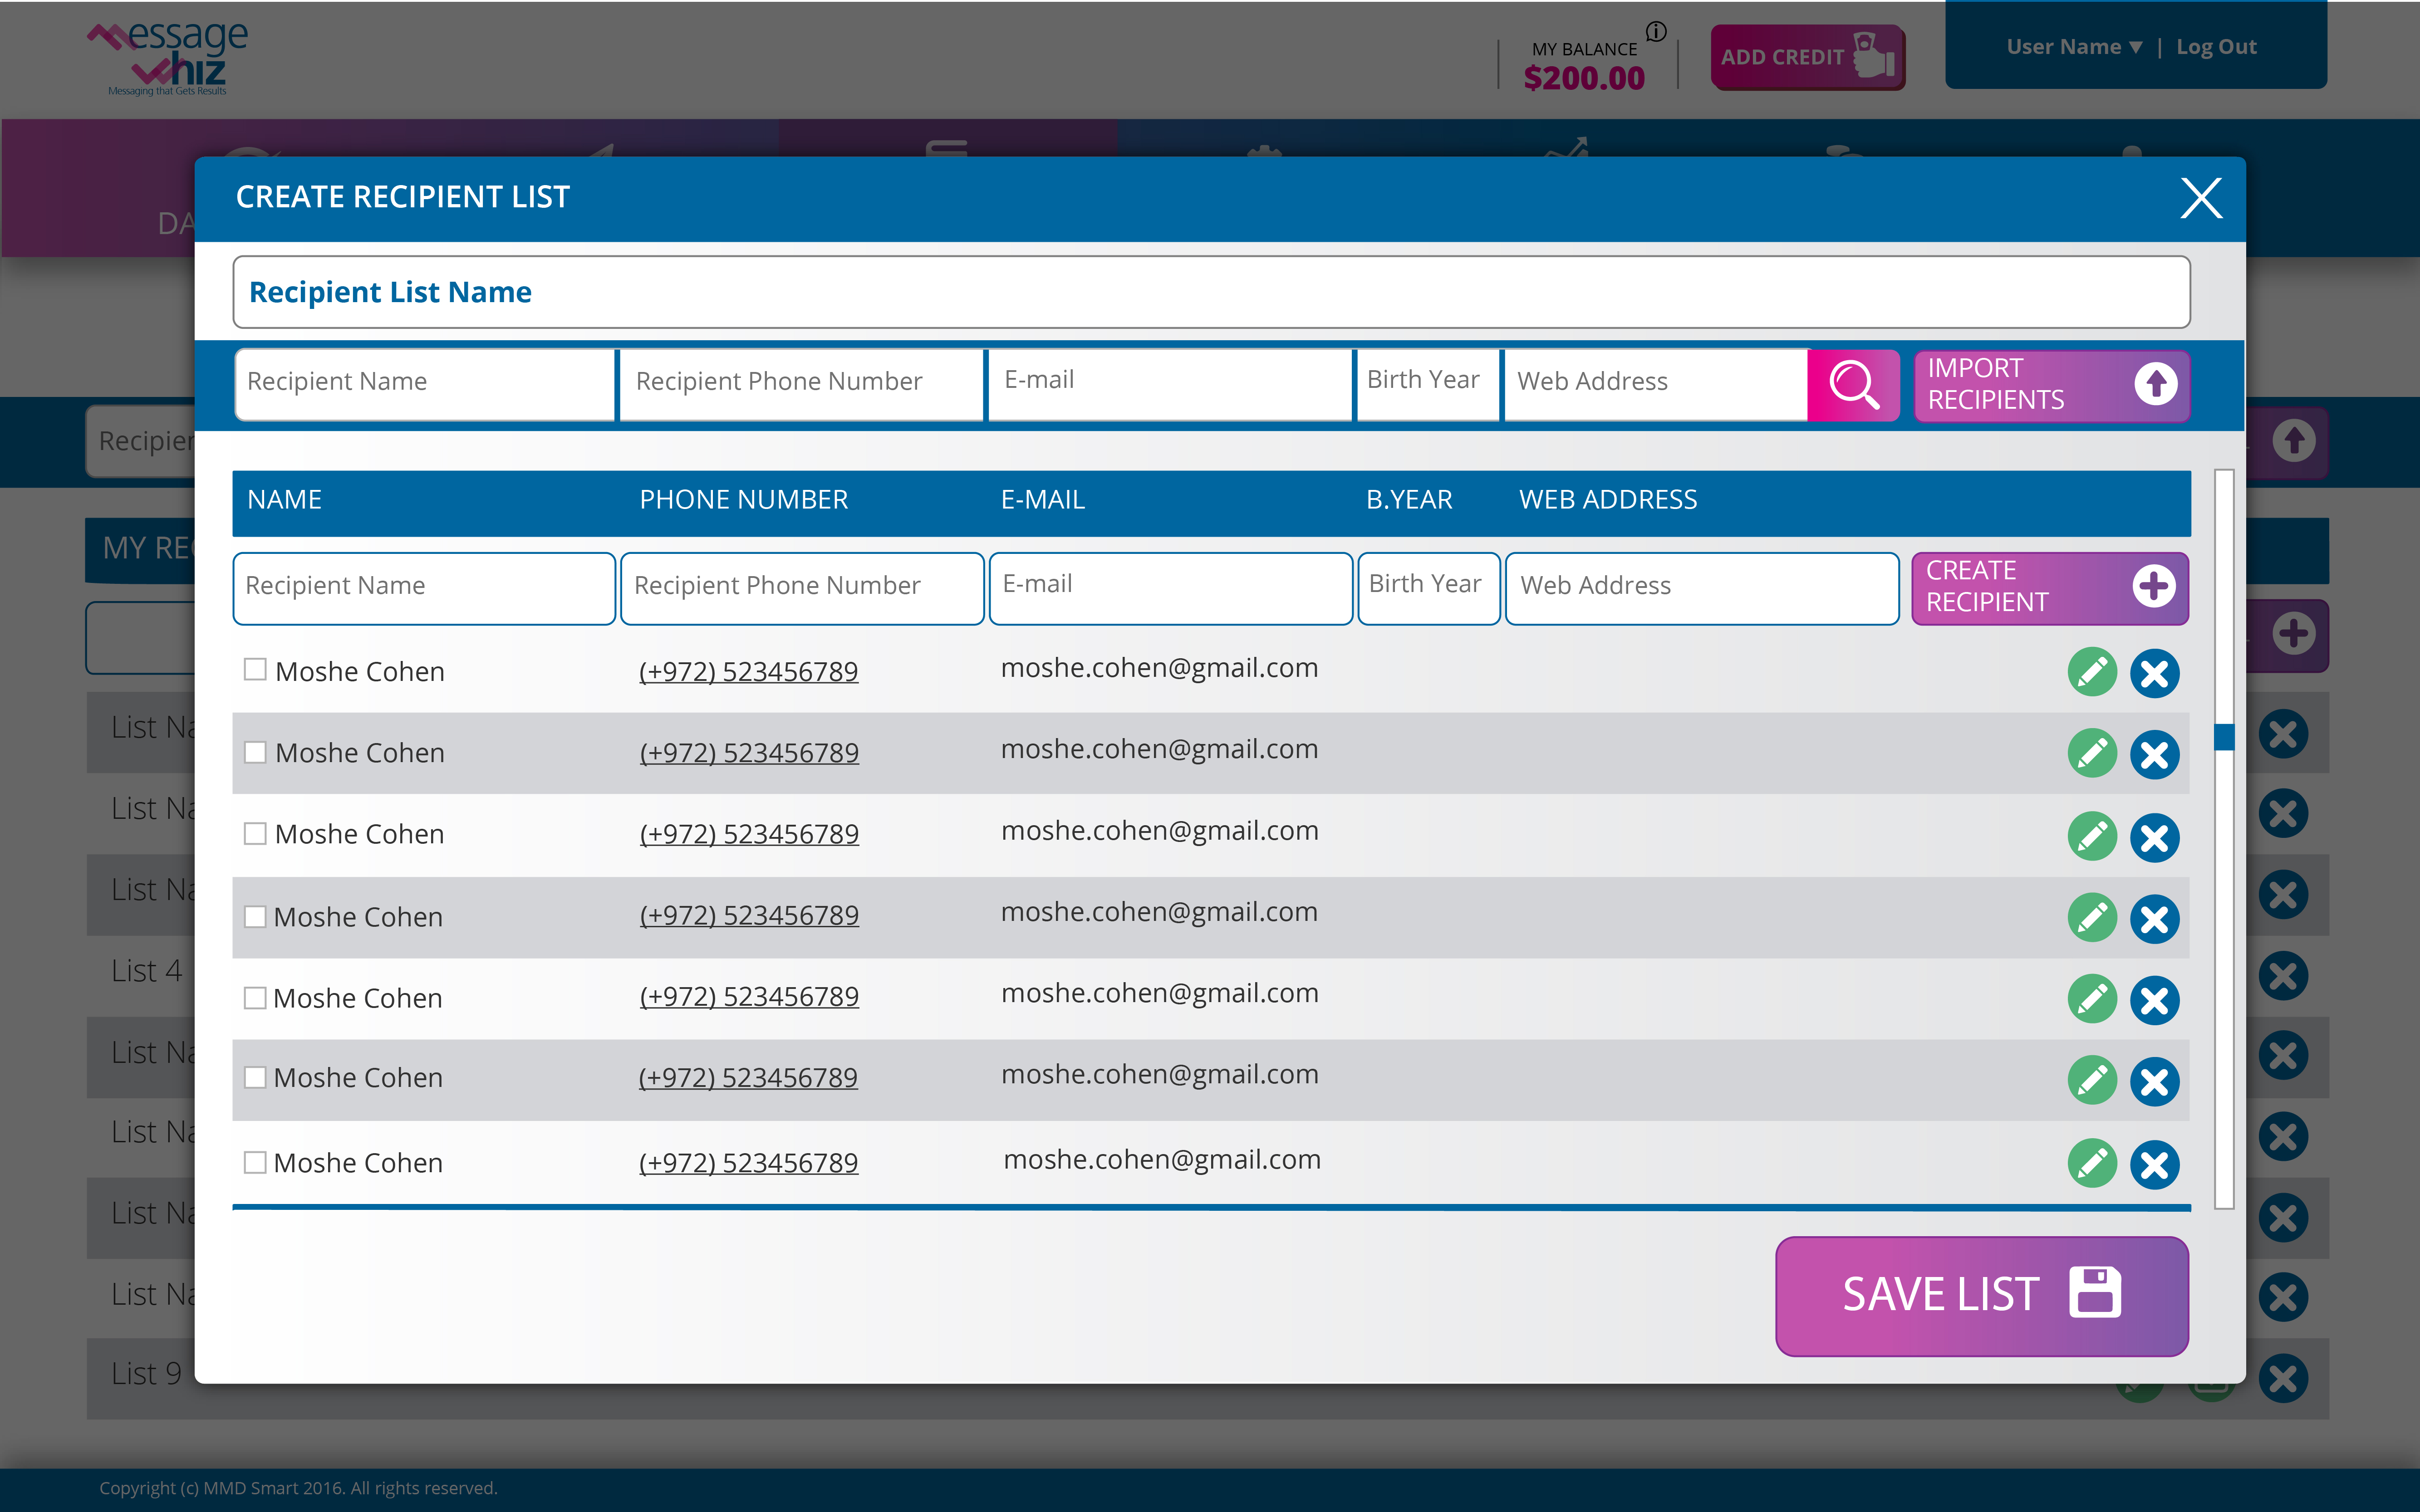 essage
whiz
Messaging that Gets Results
MY BALANCE
$200.00
ADD CREDIT
User Name ▼ | Log Out
DA
CREATE RECIPIENT LIST
Recipient List Name
Recipient Name Recipient Phone Number E-mail Birth Year Web Address
IMPORT
RECIPIENTS
NAME PHONE NUMBER E-MAIL B.YEAR WEB ADDRESS
MY REC
Recipient Name Recipient Phone Number E-mail Birth Year Web Address
CREATE
RECIPIENT
Moshe Cohen (+972) 523456789 moshe.cohen@gmail.com
Moshe Cohen (+972) 523456789 moshe.cohen@gmail.com
Moshe Cohen (+972) 523456789 moshe.cohen@gmail.com
Moshe Cohen (+972) 523456789 moshe.cohen@gmail.com
Moshe Cohen (+972) 523456789 moshe.cohen@gmail.com
Moshe Cohen (+972) 523456789 moshe.cohen@gmail.com
Moshe Cohen (+972) 523456789 moshe.cohen@gmail.com
SAVE LIST
Recipien
List Na
List Na
List Na
List 4
List Na
List Na
List Na
List Na
List 9
Copyright (c) MMD Smart 2016. All rights reserved.